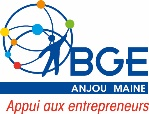 BGE
ANJOU MAINE
Appui aux entrepreneurs